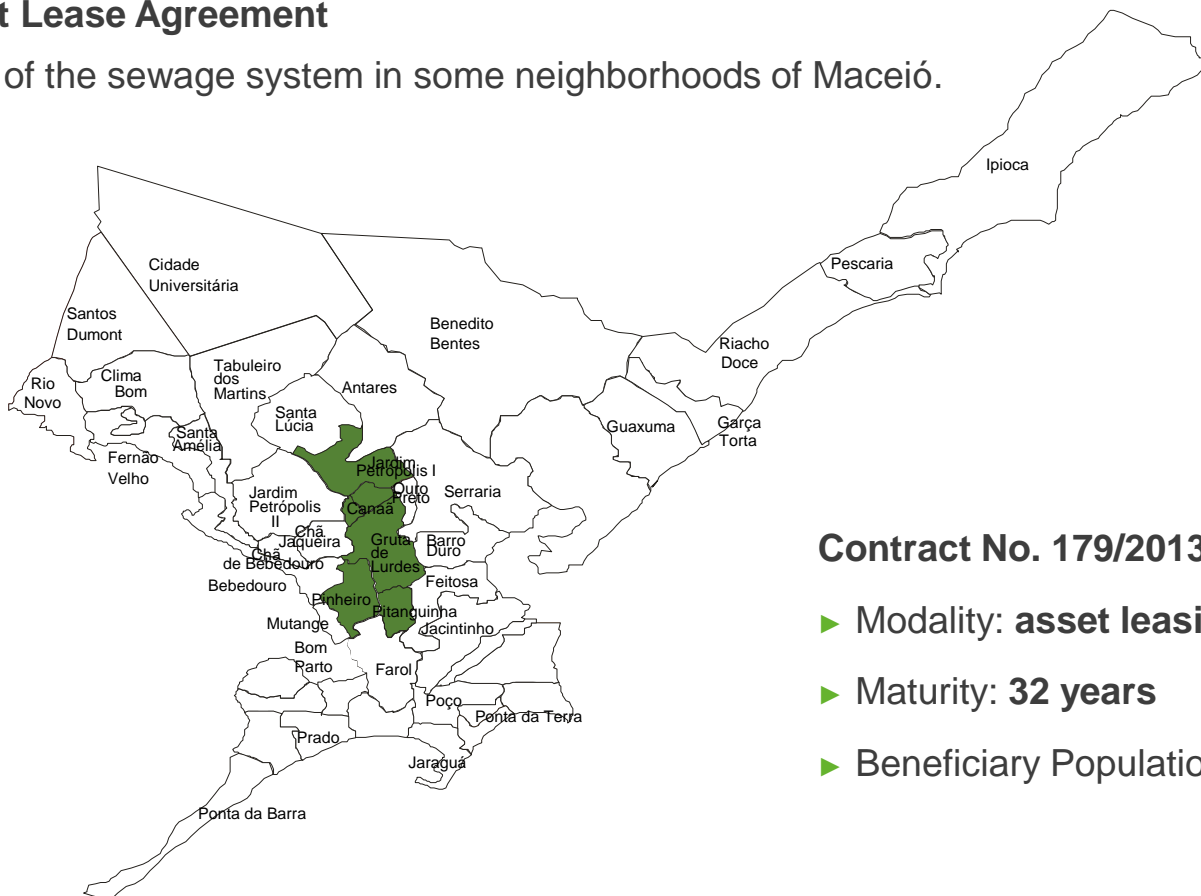 t Lease Agreement
of the sewage system in some neighborhoods of Maceió.
Ipioca
Pescaria
Cidade
Universitária
Santos
Dumont
Benedito
Bentes
Riacho
Doce
Rio
Novo
Clima
Bom
Tabuleiro
dos
Martins
Antares
Santa
Lúcia
Guaxuma
Garça
Torta
Santa
Amélia
Fernão
Velho
Jardim
Petrópolis I
Ouro
Preto
Serraria
Jardim
Petrópolis
II
Canaã
Chã
Jaqueira
Gruta
de
Lurdes
Barro
Duro
Chã
de Bebedouro
Bebedouro
Feitosa
Pinheiro
Pitanguinha
Mutange
Jacintinho
Bom
Parto
Farol
Poço
Ponta da Terra
Prado
Jaraguá
Ponta da Barra
Contract No. 179/2013
► Modality: asset leasi
► Maturity: 32 years
► Beneficiary Populatio